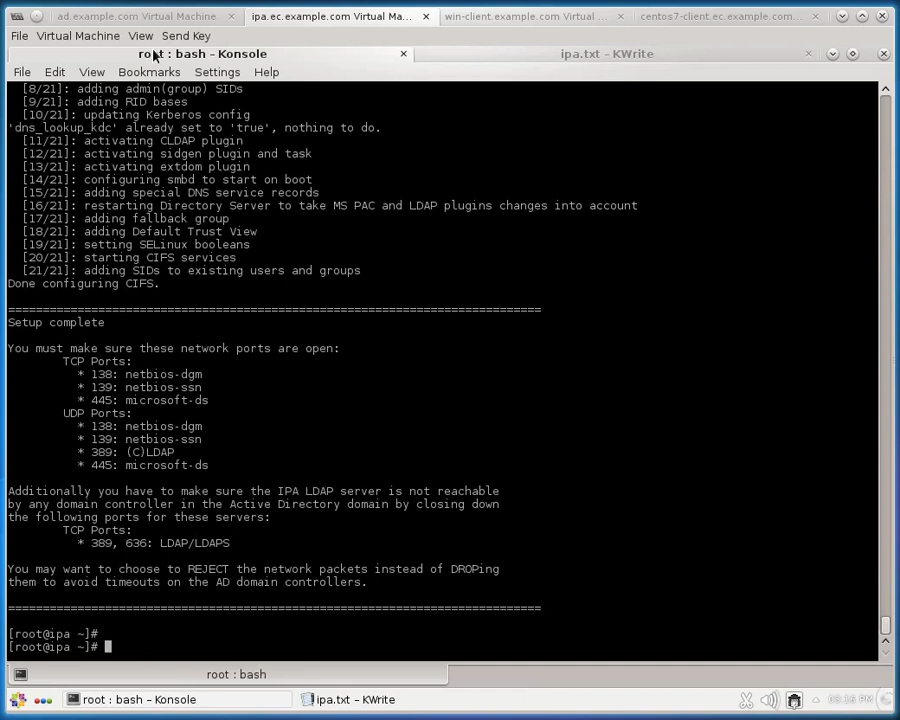 ad.example.com Virtual Machine
ipa.ec.example.com Virtual Ma...
win-client.example.com Virtual ...
centos7-client.ec.example.com...
File Virtual Machine View Send Key
root : bash – Konsole
ipa.txt – KWrite
File Edit View Bookmarks Settings Help
[8/21]: adding admin(group) SIDs
[9/21]: adding RID bases
[10/21]: updating Kerberos config
'dns_lookup_kdc' already set to 'true', nothing to do.
[11/21]: activating CLDAP plugin
[12/21]: activating sidgen plugin and task
[13/21]: activating extdom plugin
[14/21]: configuring smbd to start on boot
[15/21]: adding special DNS service records
[16/21]: restarting Directory Server to take MS PAC and LDAP plugins changes into account
[17/21]: adding fallback group
[18/21]: adding Default Trust View
[19/21]: setting SELinux booleans
[20/21]: starting CIFS services
[21/21]: adding SIDs to existing users and groups
Done configuring CIFS.
=============================================================================
Setup complete
You must make sure these network ports are open:
TCP Ports:
* 138: netbios-dgm
* 139: netbios-ssn
* 445: microsoft-ds
UDP Ports:
* 138: netbios-dgm
* 139: netbios-ssn
* 389: (C)LDAP
* 445: microsoft-ds
Additionally you have to make sure the IPA LDAP server is not reachable
by any domain controller in the Active Directory domain by closing down
the following ports for these servers:
TCP Ports:
* 389, 636: LDAP/LDAPS
You may want to choose to REJECT the network packets instead of DROPing
them to avoid timeouts on the AD domain controllers.
=============================================================================
[root@ipa ~]#
[root@ipa ~]#
root : bash
root : bash – Konsole
ipa.txt – KWrite
03:16 PM